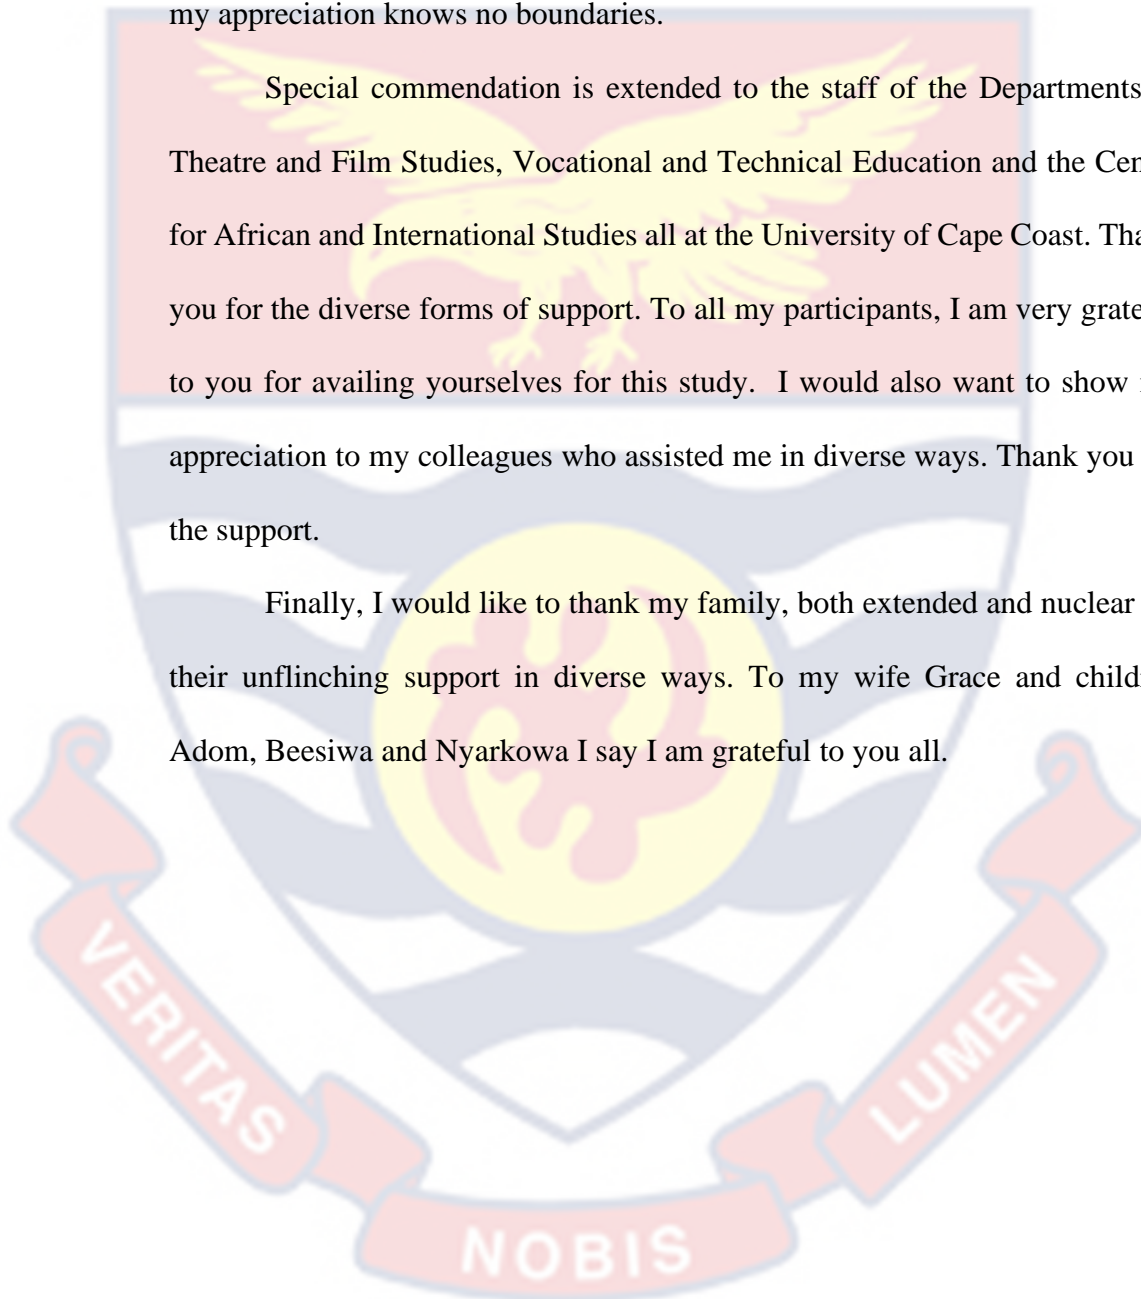 my appreciation knows no boundaries.
Special commendation is extended to the staff of the Departments
Theatre and Film Studies, Vocational and Technical Education and the Cen
for African and International Studies all at the University of Cape Coast. Tha
you for the diverse forms of support. To all my participants, I am very grate
to you for availing yourselves for this study. I would also want to show
appreciation to my colleagues who assisted me in diverse ways. Thank you
the support.
Finally, I would like to thank my family, both extended and nuclear
their unflinching support in diverse ways. To my wife Grace and child
Adom, Beesiwa and Nyarkowa I say I am grateful to you all.
VERITAS
NOBIS
LUMEN